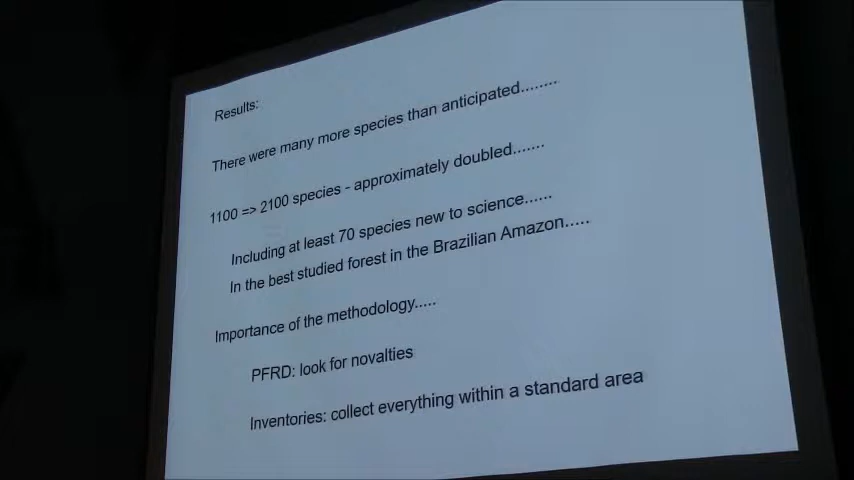 Results:
There were many more species than anticipated........
1100 => 2100 species - approximately doubled.......
Including at least 70 species new to science......
In the best studied forest in the Brazilian Amazon.....
Importance of the methodology.....
PFRD: look for novalties
Inventories: collect everything within a standard area